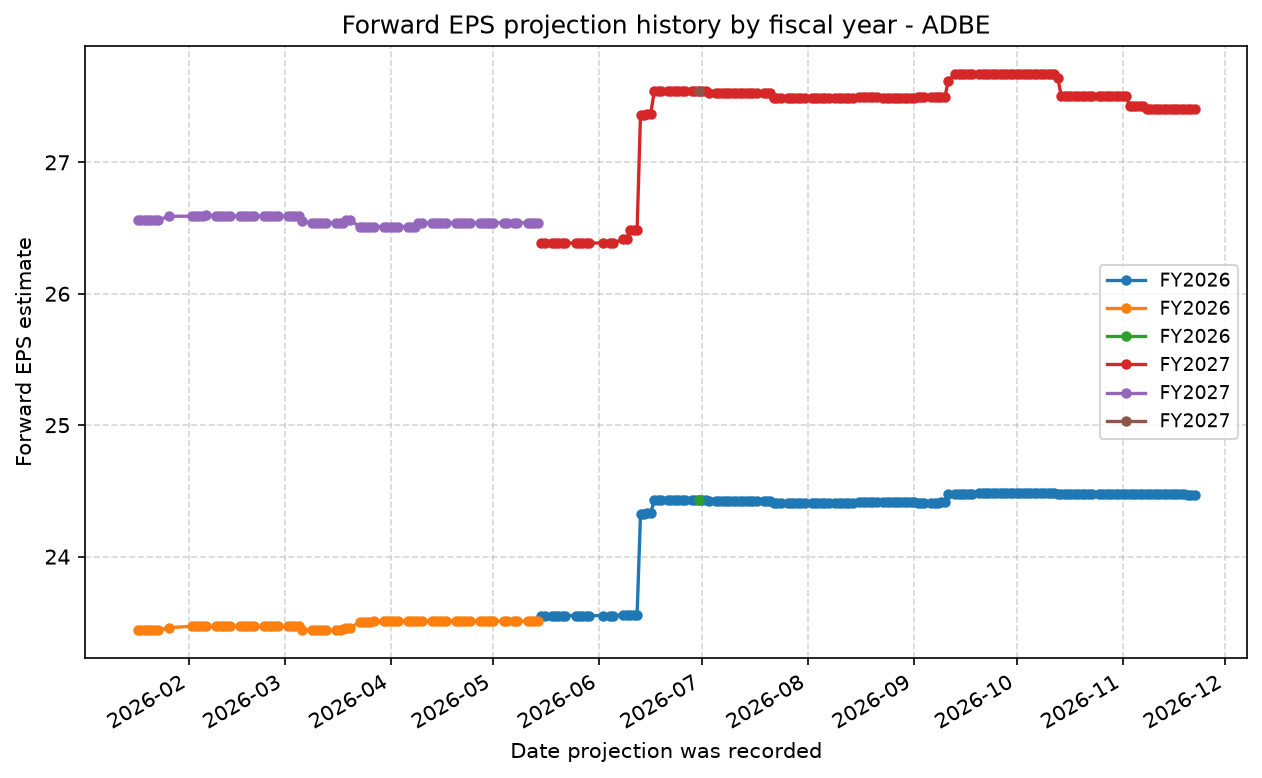 Forward EPS projection history by fiscal year - ADBE
Forward EPS estimate
27
26
25
24
FY2026
FY2026
FY2026
FY2027
FY2027
FY2027
2026-02
2026-03
2026-04
2026-05
2026-06
2026-07
2026-08
2026-09
2026-10
2026-11
2026-12
Date projection was recorded